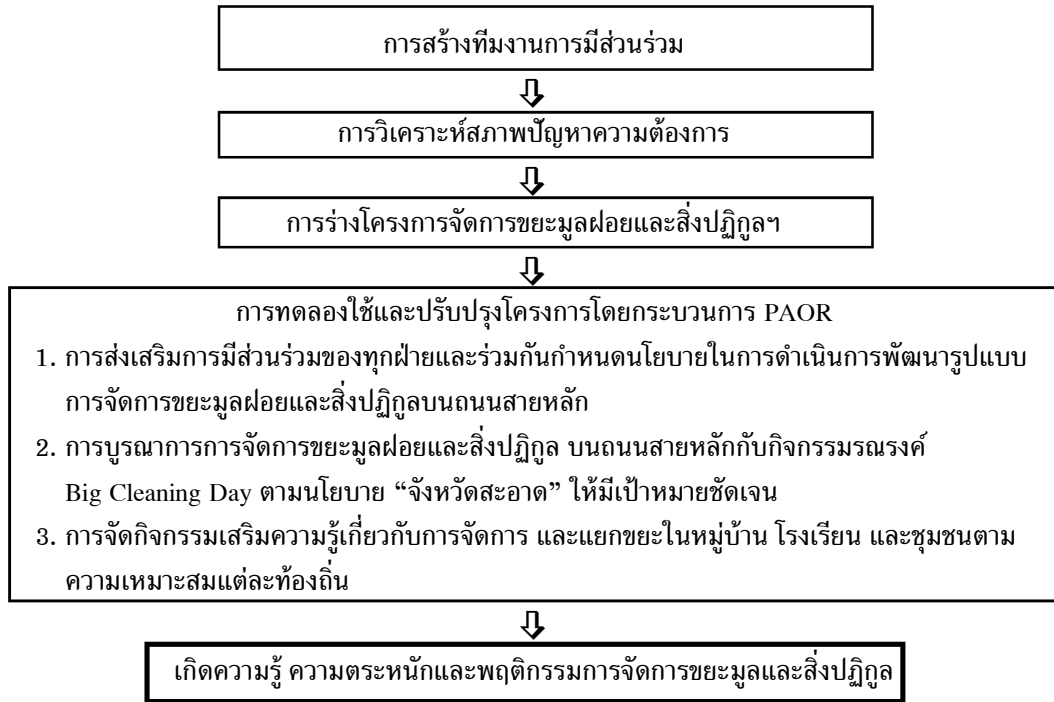 การสร้างทีมงานการมีส่วนร่วม
การวิเคราะห์สภาพปัญหาความต้องการ
การร่างโครงการจัดการขยะมูลฝอยและสิ่งปฏิกูลฯ
การทดลองใช้และปรับปรุงโครงการโดยกระบวนการ PAOR
1. การส่งเสริมการมีส่วนร่วมของทุกฝ่ายและร่วมกันกำหนดนโยบายในการดำเนินการพัฒนารูปแบบ
การจัดการขยะมูลฝอยและสิ่งปฏิกูลบนถนนสายหลัก
2. การบูรณาการการจัดการขยะมูลฝอยและสิ่งปฏิกูล บนถนนสายหลักกับกิจกรรมรณรงค์
Big Cleaning Day ตามนโยบาย “จังหวัดสะอาด” ให้มีเป้าหมายชัดเจน
3. การจัดกิจกรรมเสริมความรู้เกี่ยวกับการจัดการ และแยกขยะในหมู่บ้าน โรงเรียน และชุมชนตาม
ความเหมาะสมแต่ละท้องถิ่น
เกิดความรู้ ความตระหนักและพฤติกรรมการจัดการขยะมูลและสิ่งปฏิกูล